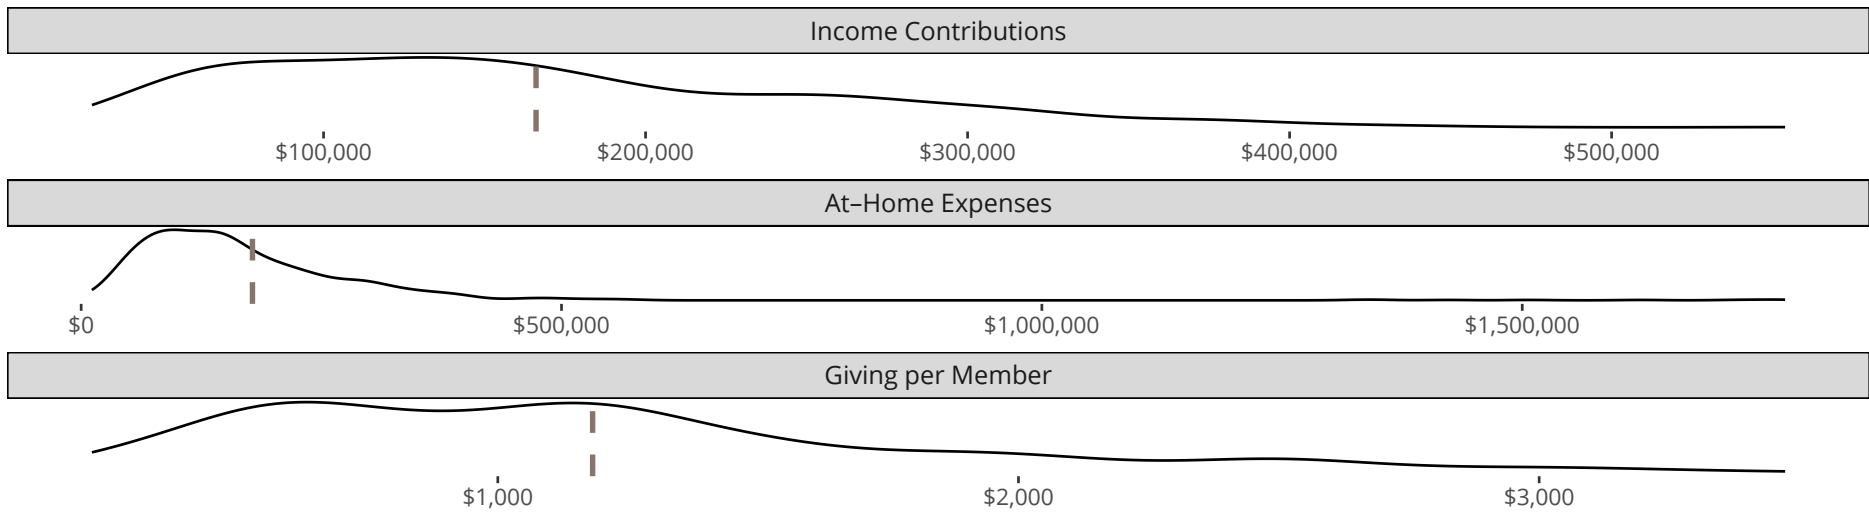 Income Contributions
$100,000 $200,000 $300,000 $400,000 $500,000
At–Home Expenses
$0 $500,000 $1,000,000 $1,500,000
Giving per Member
$1,000 $2,000 $3,000